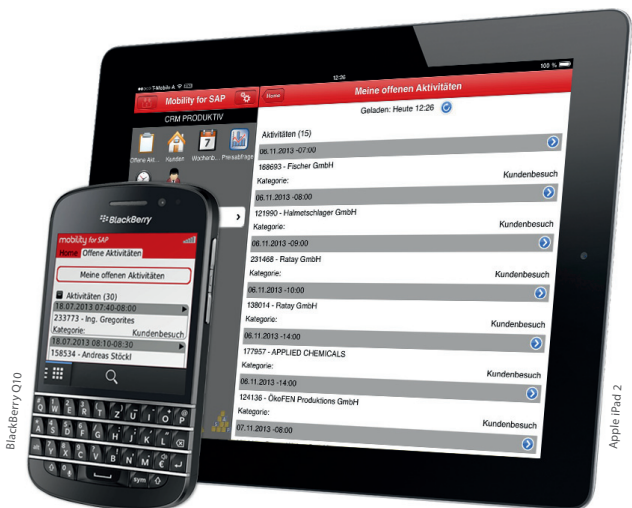 T-Mobile A
12:26
100 %
Mobility for SAP
Home
Meine offenen Aktivitäten
CRM PRODUKTIV
Geladen: Heute 12:26
Offene Akt...
Kunden
7
Wochenb...
Preisabfrage
Aktivitäten (15)
06.11.2013 -07:00
168693 - Fischer GmbH
Kategorie:
Kundenbesuch
06.11.2013 -08:00
121990 - Halmetschlager GmbH
Kategorie:
Kundenbesuch
06.11.2013 -09:00
231468 - Ratay GmbH
Kategorie:
Kundenbesuch
06.11.2013 -10:00
138014 - Ratay GmbH
Kategorie:
Kundenbesuch
06.11.2013 -14:00
177957 - APPLIED CHEMICALS
Kategorie:
Kundenbesuch
06.11.2013 -14:00
124136 - ÖkoFEN Produktions GmbH
Kategorie:
Kundenbesuch
07.11.2013 -08:00
BlackBerry
mobility for SAP
Home Offene Aktivitäten
Meine offenen Aktivitäten
Aktivitäten (30)
18.07.2013 07:40-08:00
233773 - Ing. Gregorites
Kategorie: Kundenbesuch
18.07.2013 08:10-08:30
158534 - Andreas Stöckl
Q W E R T Z U I O P
A S D F G H J K L
Y X C V B N M €
sym
BlackBerry Q10
Apple iPad 2